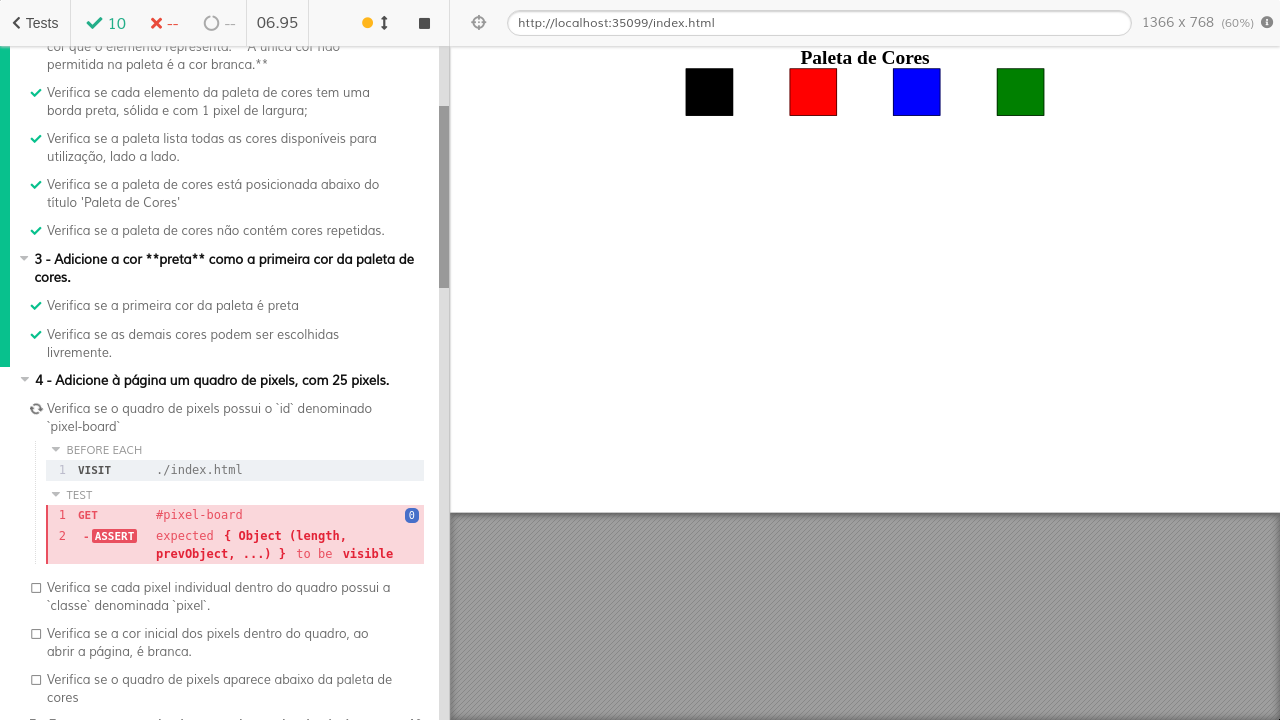 Tests
10
--
--
06.95
http://localhost:35099/index.html
1366 x 768 (60%)
cor que o elemento representa. **A única cor não
permitida na paleta é a cor branca.**
Verifica se cada elemento da paleta de cores tem uma
borda preta, sólida e com 1 pixel de largura;
Verifica se a paleta lista todas as cores disponíveis para
utilização, lado a lado.
Verifica se a paleta de cores está posicionada abaixo do
título 'Paleta de Cores'
Verifica se a paleta de cores não contém cores repetidas.
3 - Adicione a cor **preta** como a primeira cor da paleta de
cores.
Verifica se a primeira cor da paleta é preta
Verifica se as demais cores podem ser escolhidas
livremente.
4 - Adicione à página um quadro de pixels, com 25 pixels.
Verifica se o quadro de pixels possui o `id` denominado
`pixel-board`
BEFORE EACH
1 VISIT ./index.html
TEST
1 GET #pixel-board 0
2 -ASSERT expected { Object (length,
prevObject, ...) } to be visible
Verifica se cada pixel individual dentro do quadro possui a
`classe` denominada `pixel`.
Verifica se a cor inicial dos pixels dentro do quadro, ao
abrir a página, é branca.
Verifica se o quadro de pixels aparece abaixo da paleta de
cores
Paleta de Cores